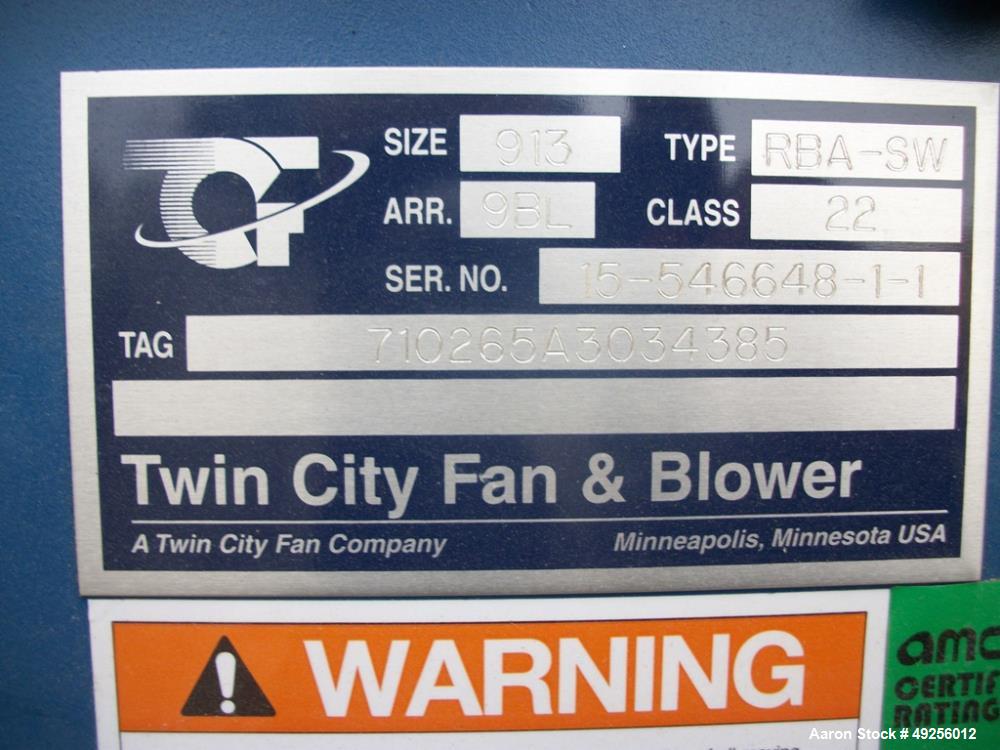 SIZE 913 TYPE RBA-SW
ARR. 9BL CLASS 22
SER. NO. 15-546648-1-1
TAG 710265A3034385
Twin City Fan & Blower
A Twin City Fan Company Minneapolis, Minnesota USA
WARNING
amc
CERTIF
RATING
Aaron Stock # 49256012